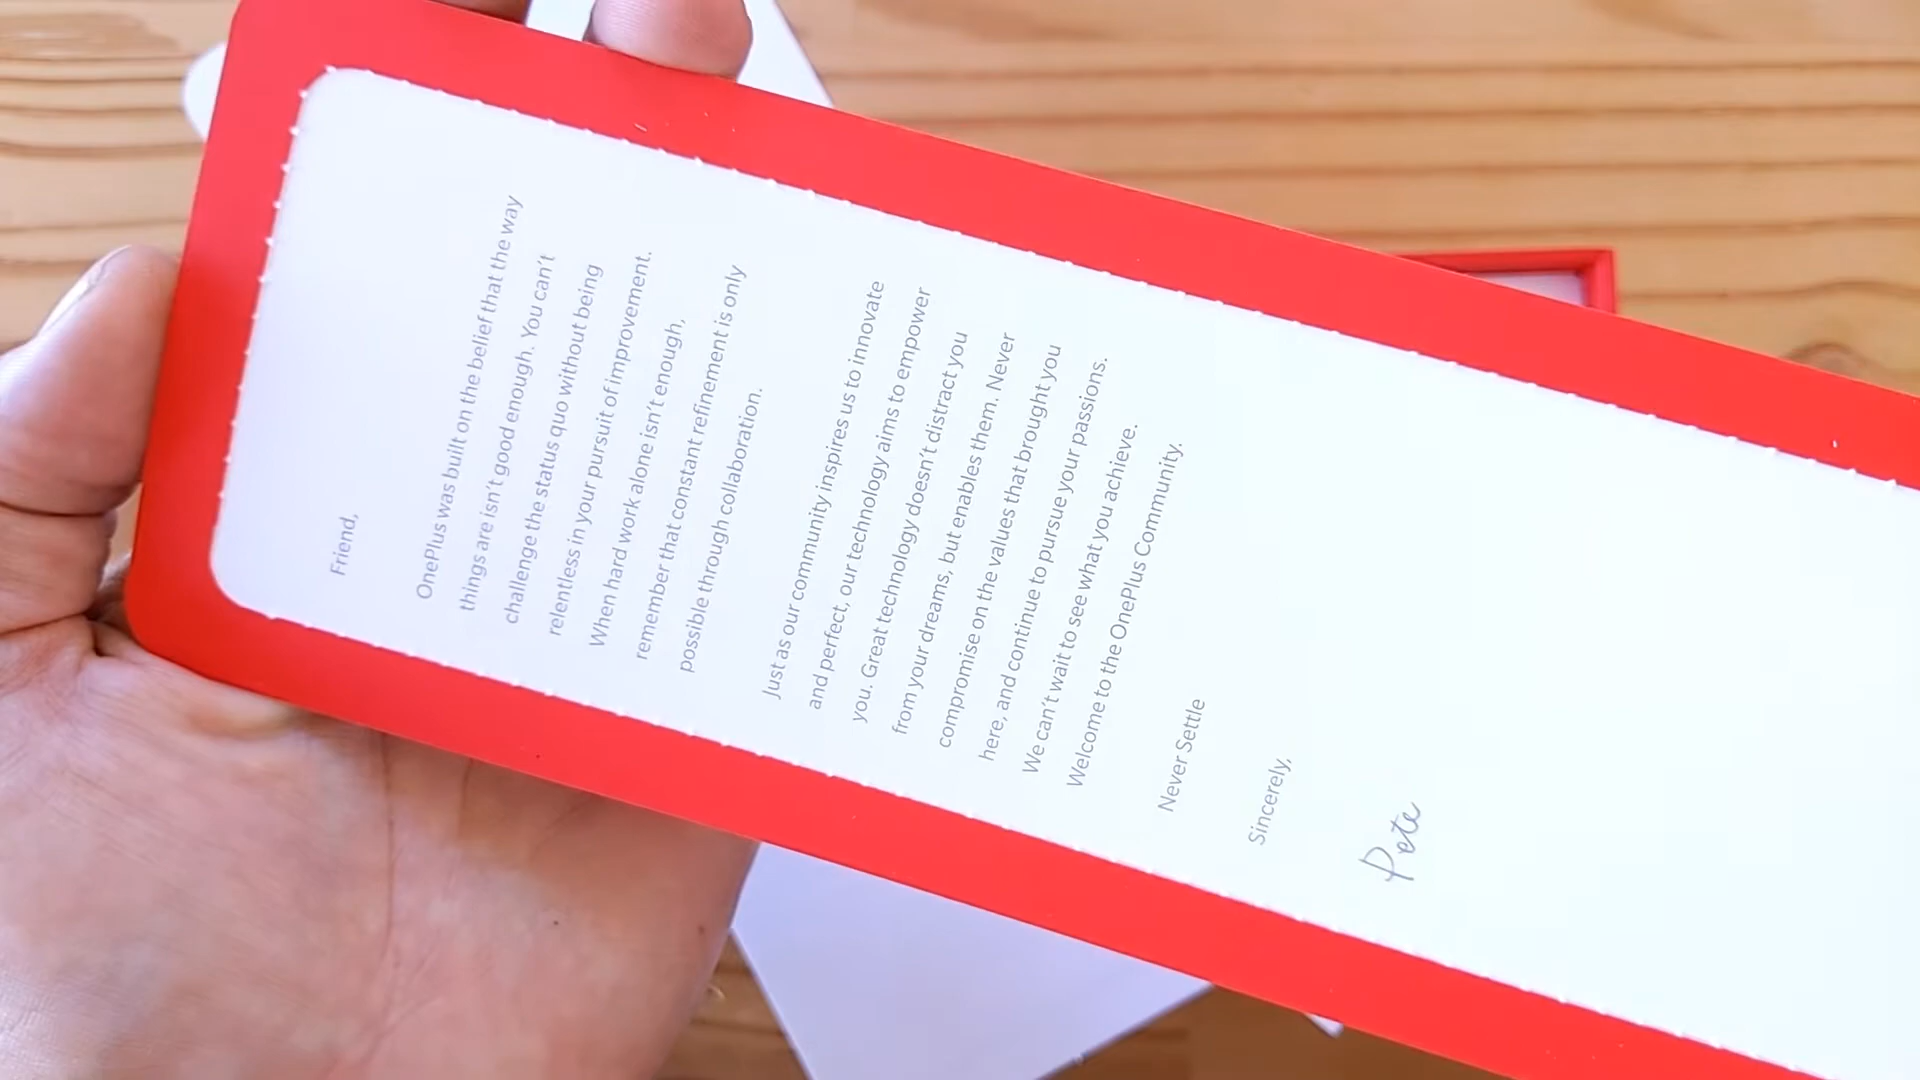 Friend,
OnePlus was built on the belief that the way
things are isn't good enough. You can't
challenge the status quo without being
relentless in your pursuit of improvement.
When hard work alone isn't enough,
remember that constant refinement is only
possible through collaboration.
Just as our community inspires us to innovate
and perfect, our technology aims to empower
you. Great technology doesn't distract you
from your dreams, but enables them. Never
compromise on the values that brought you
here, and continue to pursue your passions.
We can't wait to see what you achieve.
Welcome to the OnePlus Community.
Never Settle
Sincerely,
Pete